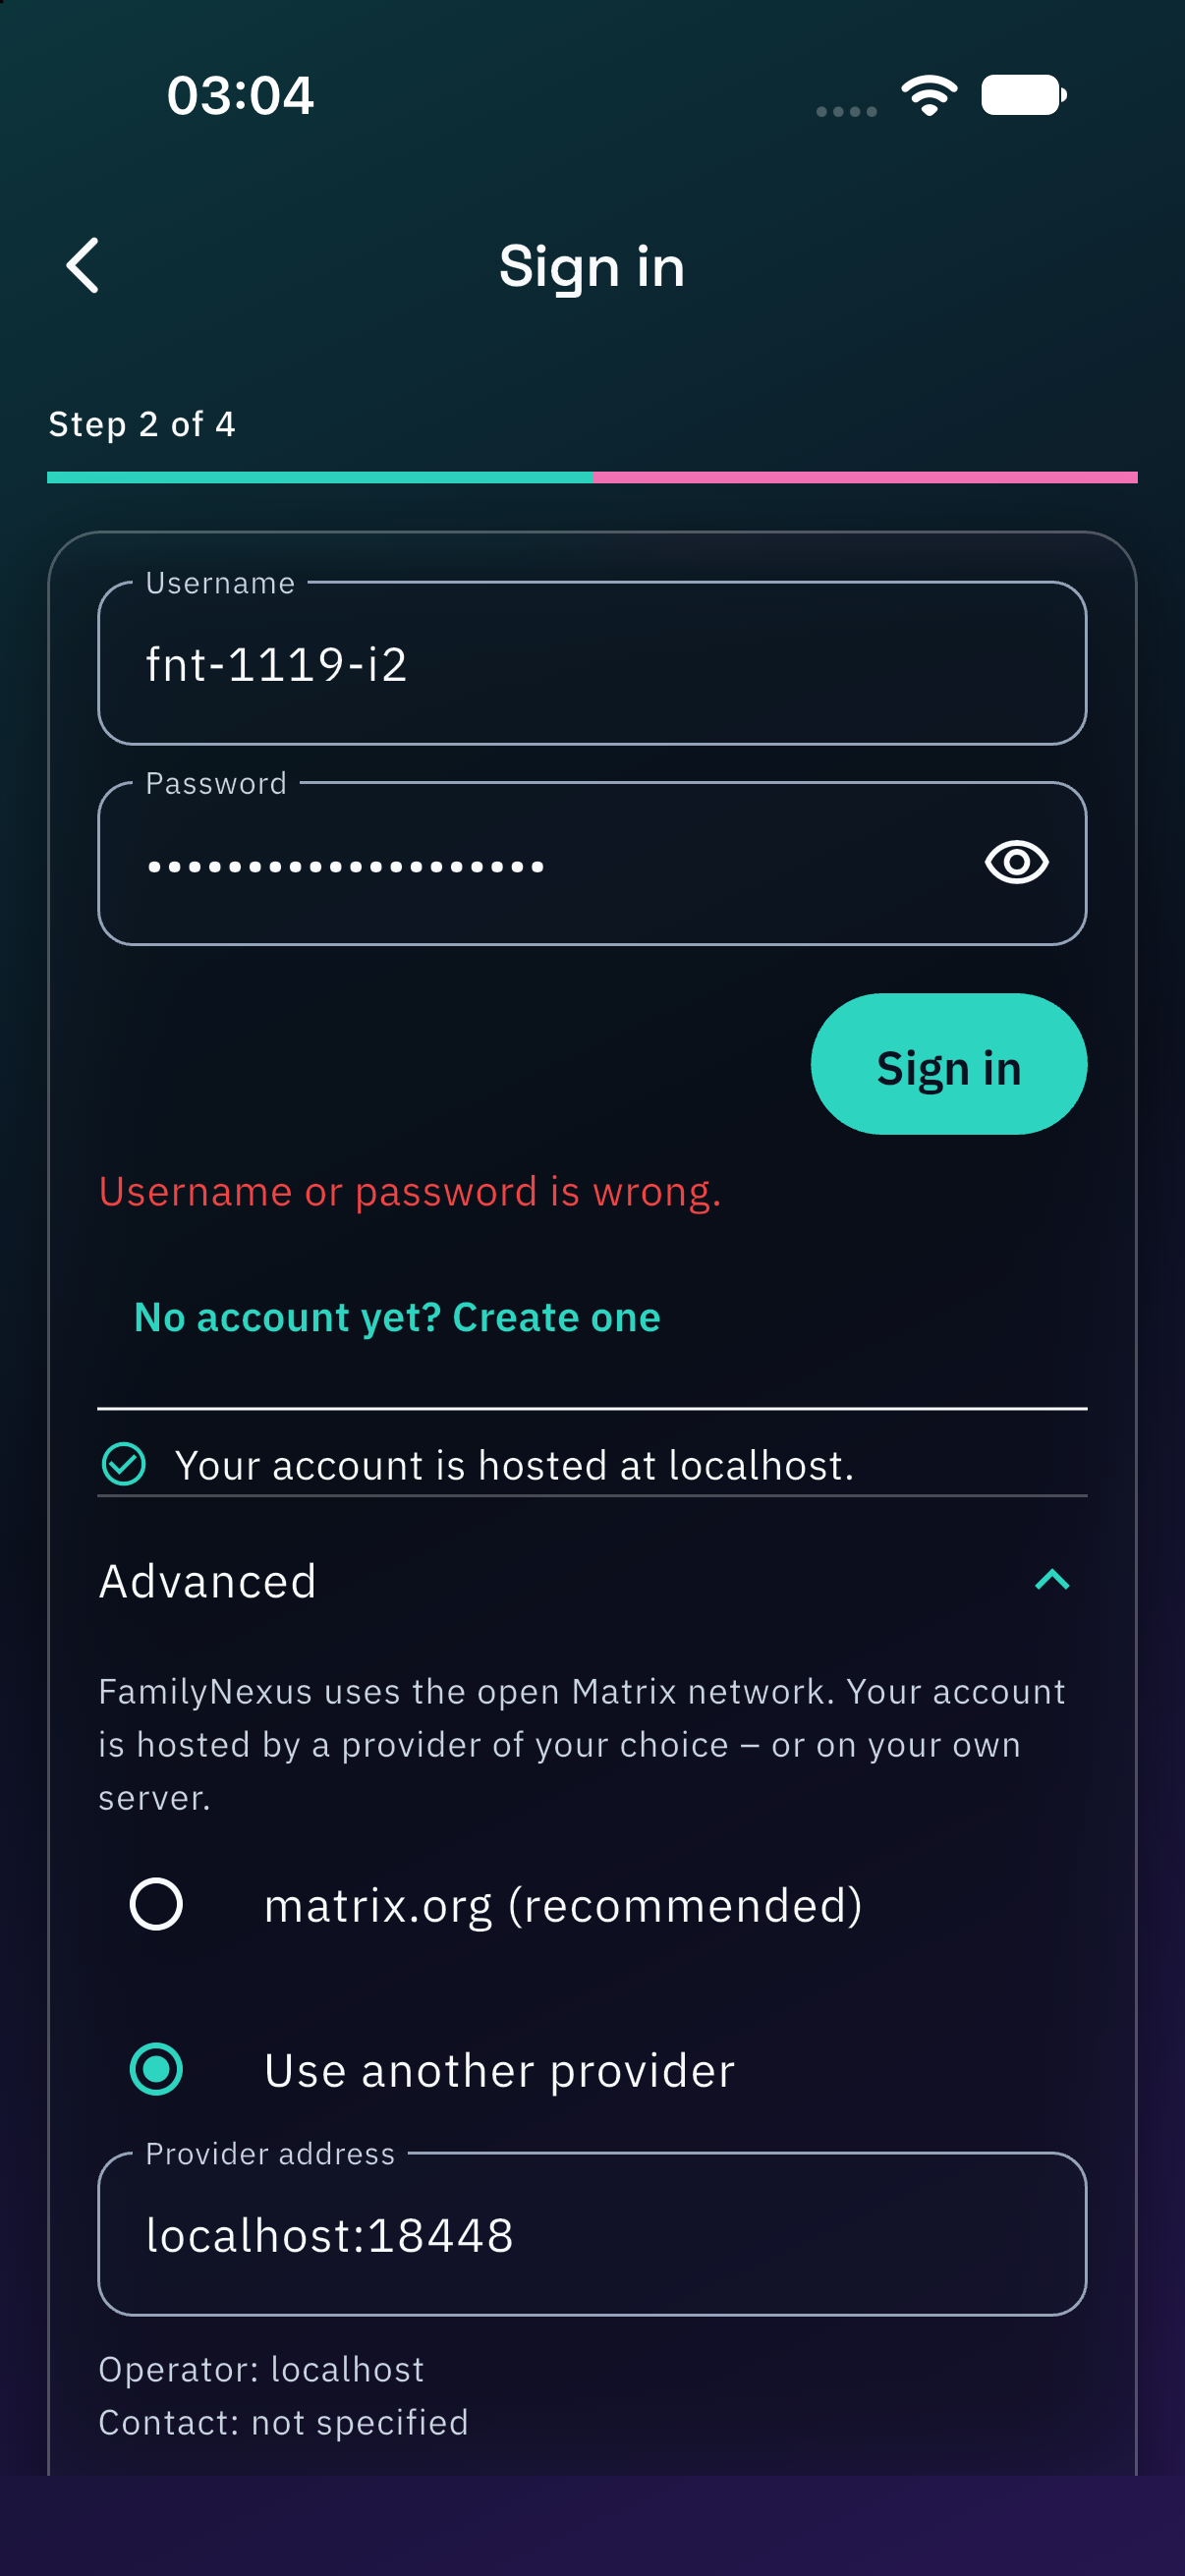 03:04
Sign in
Step 2 of 4
Username
fnt-1119-i2
Password
••••••••••••••••••••
Sign in
Username or password is wrong.
No account yet? Create one
Your account is hosted at localhost.
Advanced
FamilyNexus uses the open Matrix network. Your account
is hosted by a provider of your choice – or on your own
server.
matrix.org (recommended)
Use another provider
Provider address
localhost:18448
Operator: localhost
Contact: not specified